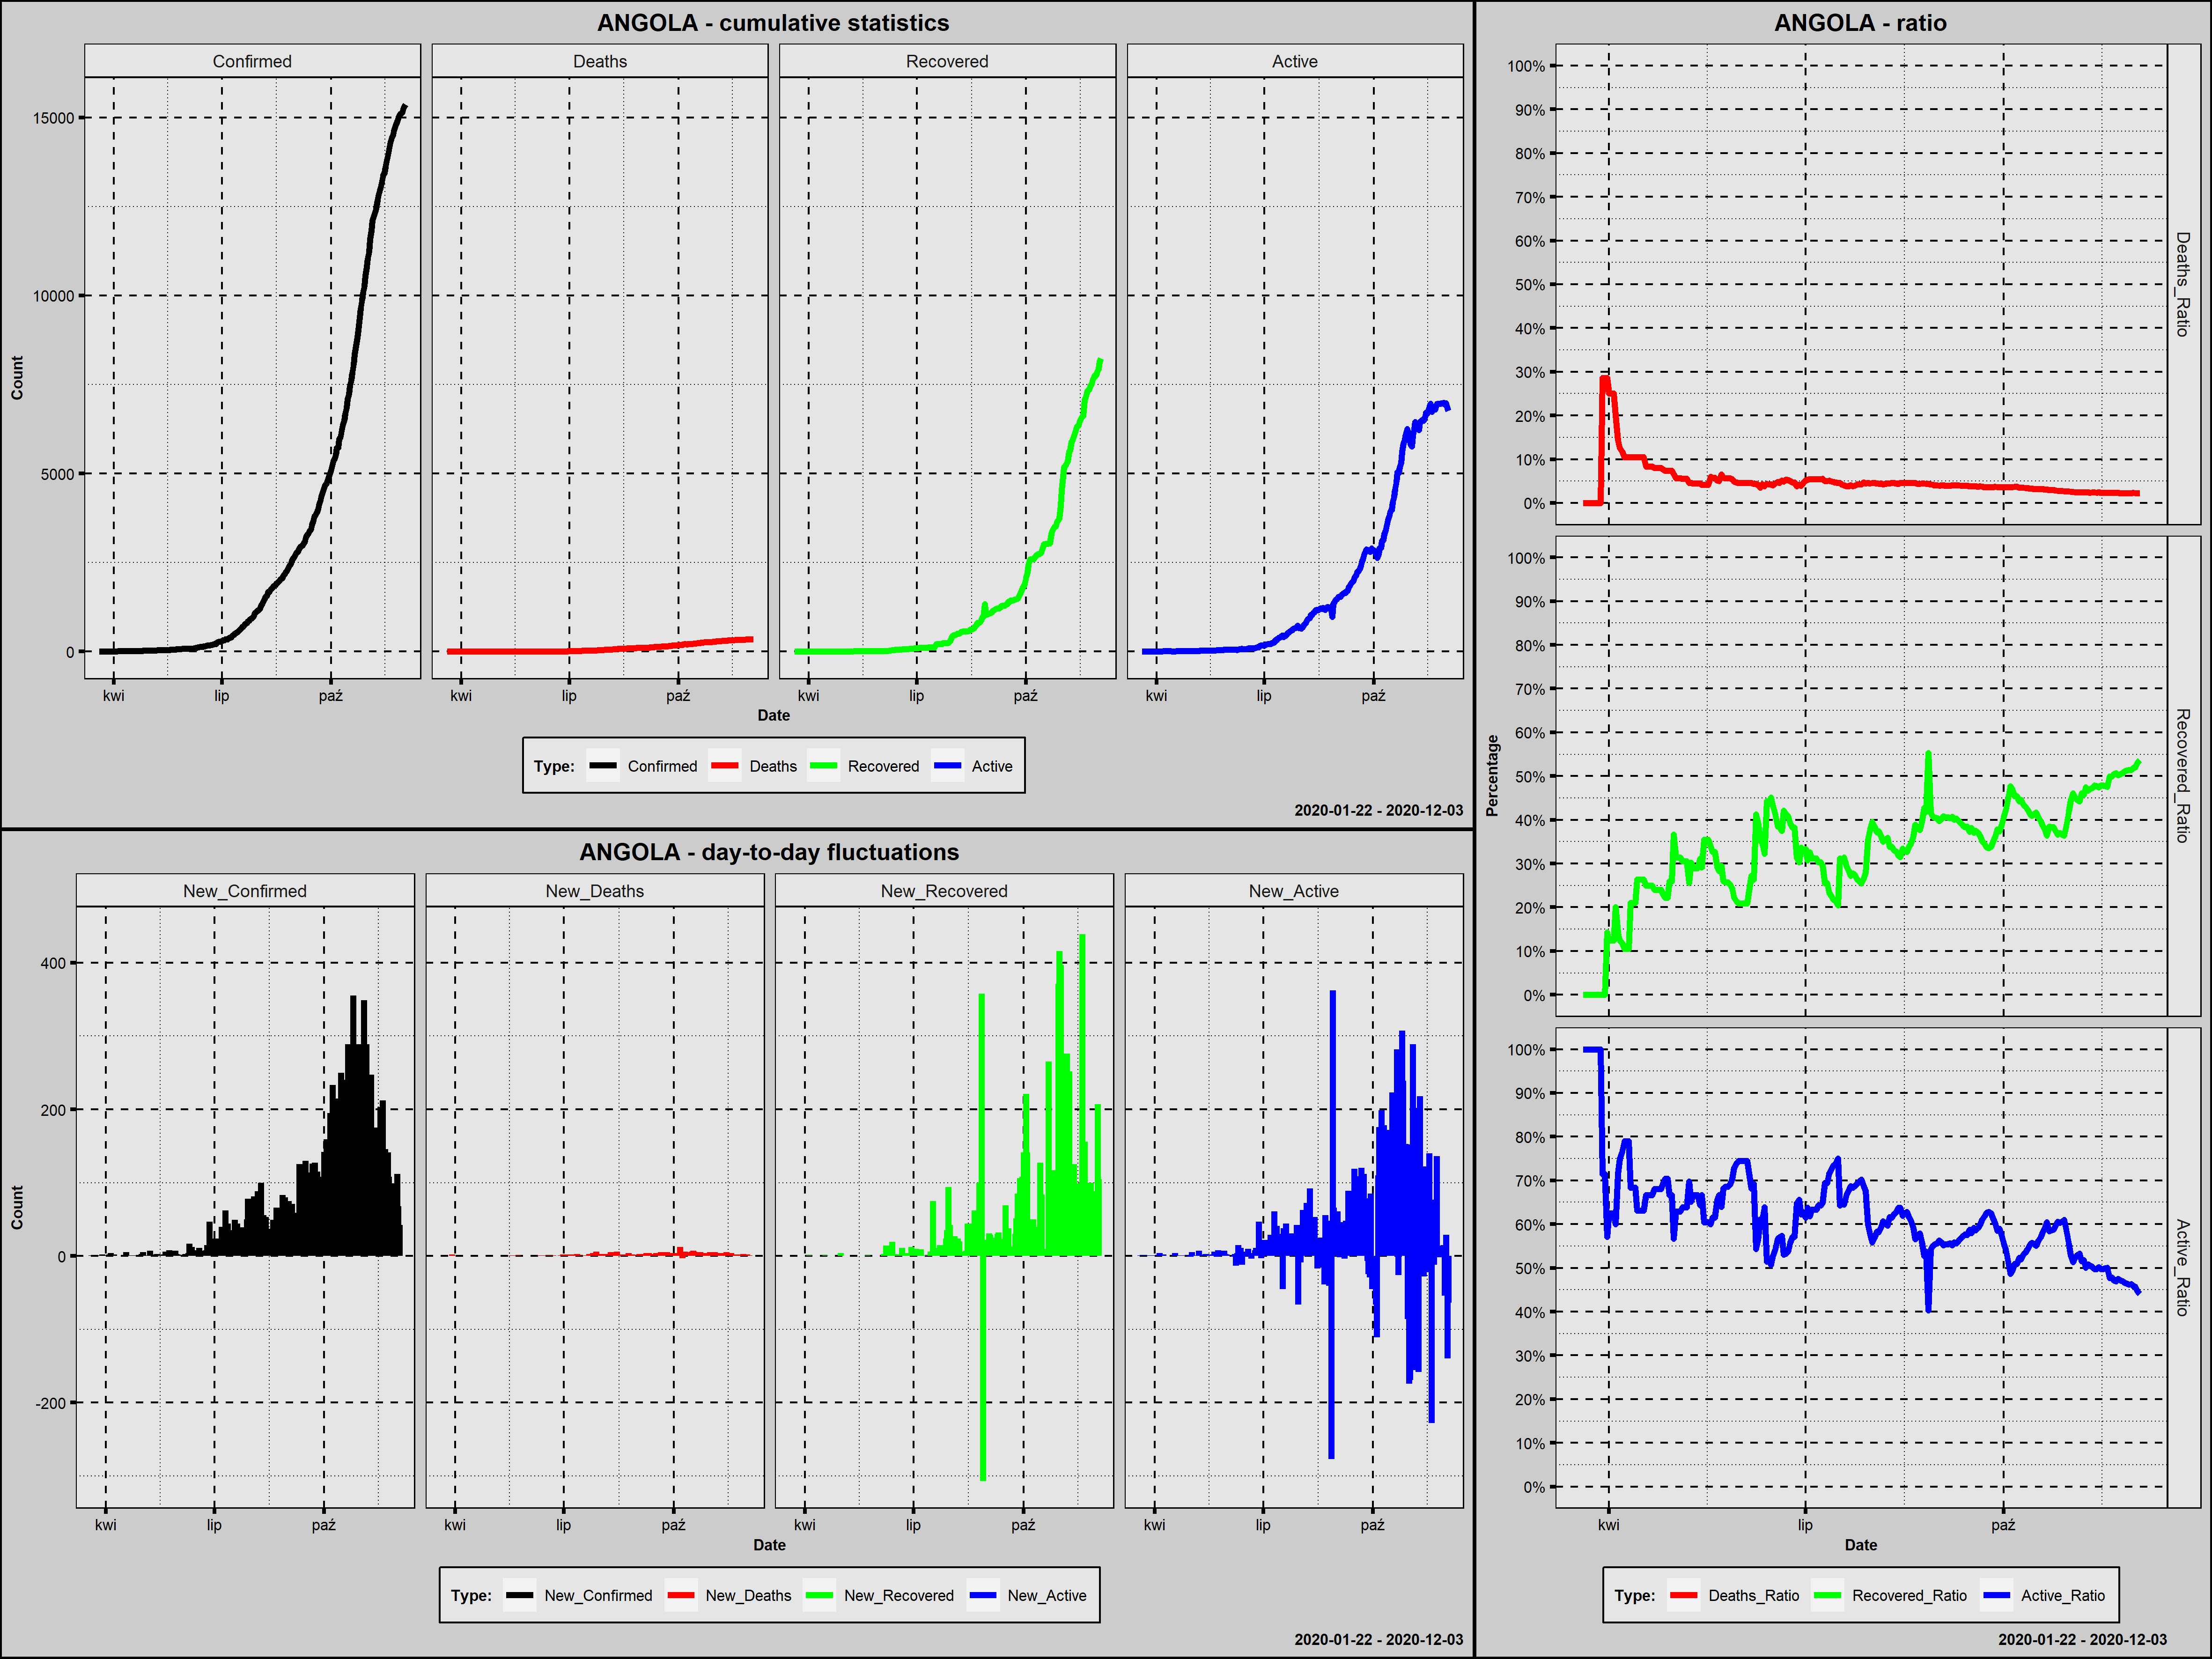 ANGOLA - cumulative statistics
Confirmed Deaths Recovered Active
Count
15000
10000
5000
0
kwi lip paź kwi lip paź kwi lip paź kwi lip paź
Date
Type: Confirmed Deaths Recovered Active
2020-01-22 - 2020-12-03
ANGOLA - day-to-day fluctuations
New_Confirmed New_Deaths New_Recovered New_Active
Count
400
200
0
-200
kwi lip paź kwi lip paź kwi lip paź kwi lip paź
Date
Type: New_Confirmed New_Deaths New_Recovered New_Active
2020-01-22 - 2020-12-03
ANGOLA - ratio
Percentage
100%
90%
80%
70%
60%
50%
40%
30%
20%
10%
0%
Deaths_Ratio
100%
90%
80%
70%
60%
50%
40%
30%
20%
10%
0%
Recovered_Ratio
100%
90%
80%
70%
60%
50%
40%
30%
20%
10%
0%
Active_Ratio
kwi lip paź
Date
Type: Deaths_Ratio Recovered_Ratio Active_Ratio
2020-01-22 - 2020-12-03